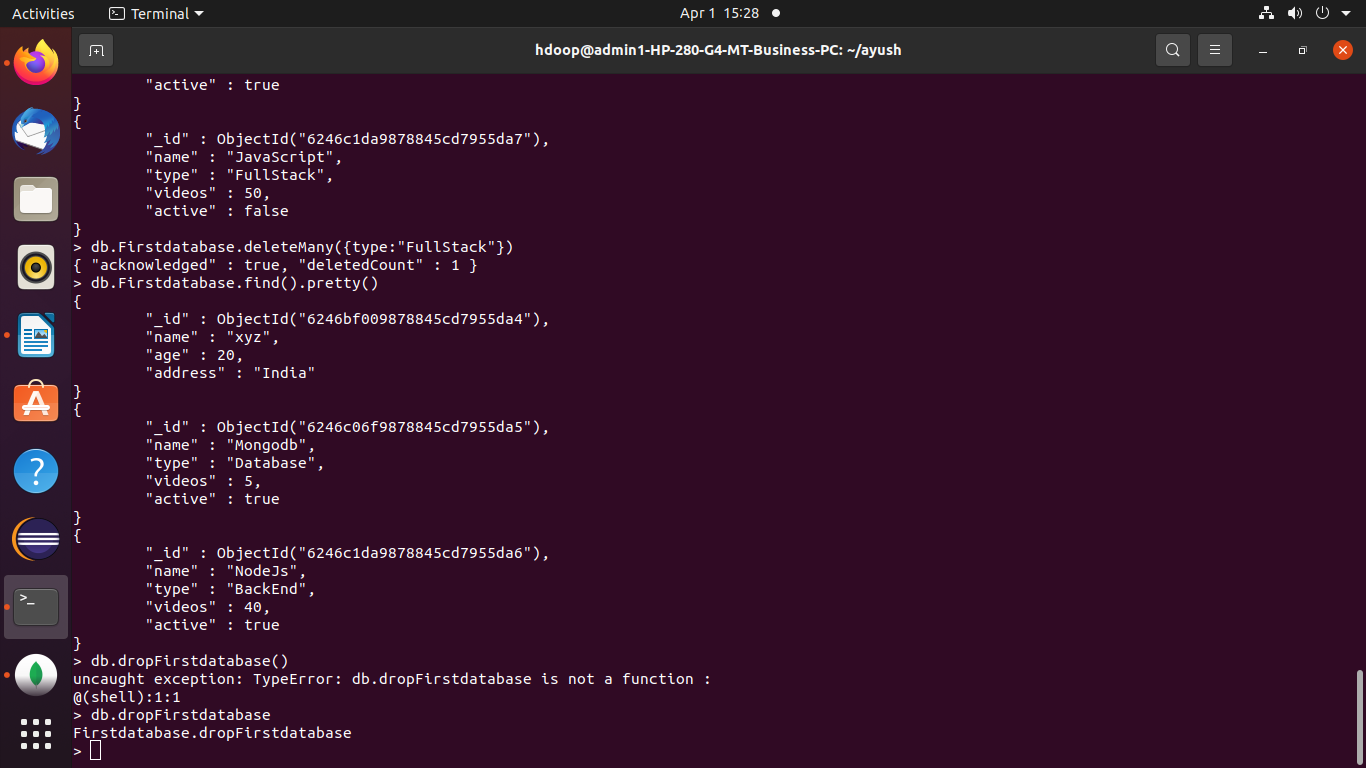 Activities Terminal Apr 1 15:28
hdoop@admin1-HP-280-G4-MT-Business-PC: ~/ayush
"active" : true
}
{
"_id" : ObjectId("6246c1da9878845cd7955da7"),
"name" : "JavaScript",
"type" : "FullStack",
"videos" : 50,
"active" : false
}
> db.Firstdatabase.deleteMany({type:"FullStack"})
{ "acknowledged" : true, "deletedCount" : 1 }
> db.Firstdatabase.find().pretty()
{
"_id" : ObjectId("6246bf009878845cd7955da4"),
"name" : "xyz",
"age" : 20,
"address" : "India"
}
{
"_id" : ObjectId("6246c06f9878845cd7955da5"),
"name" : "Mongodb",
"type" : "Database",
"videos" : 5,
"active" : true
}
{
"_id" : ObjectId("6246c1da9878845cd7955da6"),
"name" : "NodeJs",
"type" : "BackEnd",
"videos" : 40,
"active" : true
}
> db.dropFirstdatabase()
uncaught exception: TypeError: db.dropFirstdatabase is not a function :
@(shell):1:1
> db.dropFirstdatabase
Firstdatabase.dropFirstdatabase
>